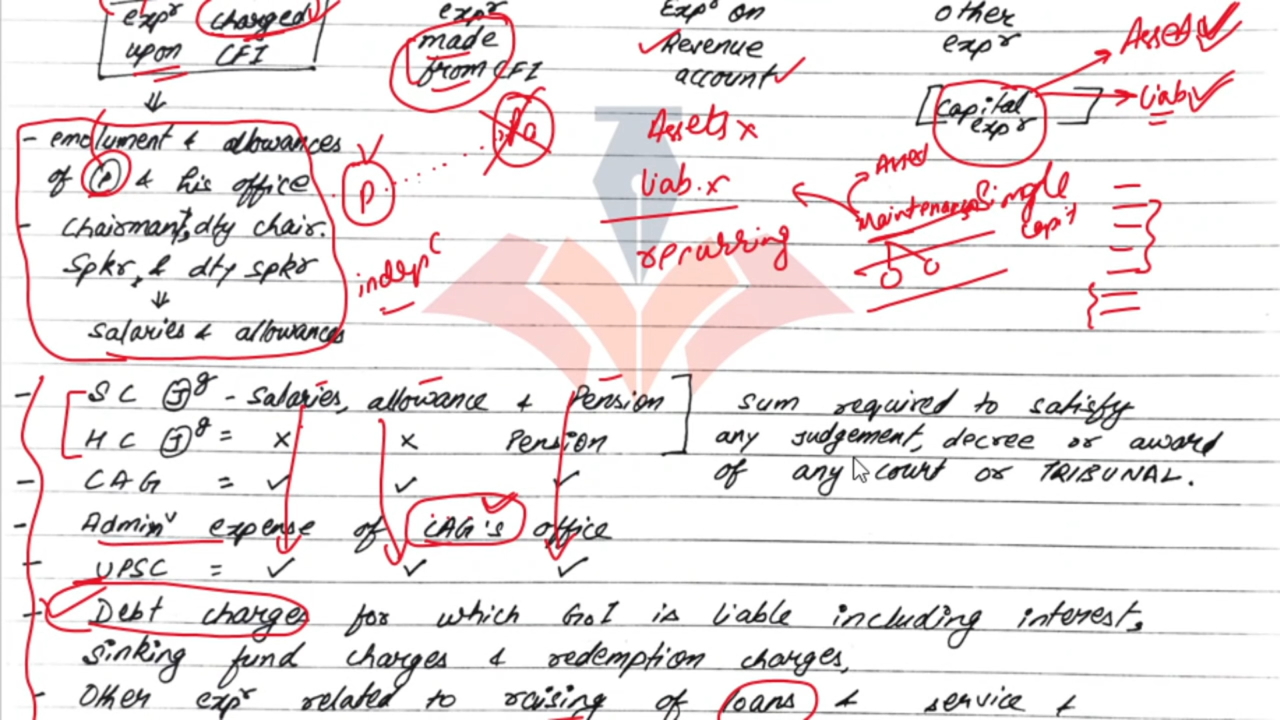 exp^r charged   exp^r   Exp^r on   other
upon CFI   made   Revenue   exp^r
from CFI   account
Assets
[capital exp^r]   liab.
⇓
- emolument & allowances   Assets x
of (P) & his office   P   liab. x   Asset
- Chairman, dty chair.   maintenance   Single
Spkr, & dty spkr   indep^c   recurring   capit
⇓
salaries & allowances
- SC (J)^g - Salaries, allowance & Pension   sum required to satisfy
HC (J)^g = x   x   Pension   any judgement, decree or award
- CAG = ✓   ✓   ✓   of any court or TRIBUNAL.
- Admin^v expense of CAG's office
- UPSC = ✓   ✓   ✓
- Debt charges for which GoI is liable including interest,
sinking fund charges & redemption charges,
- Other exp^r related to raising of loans & service &